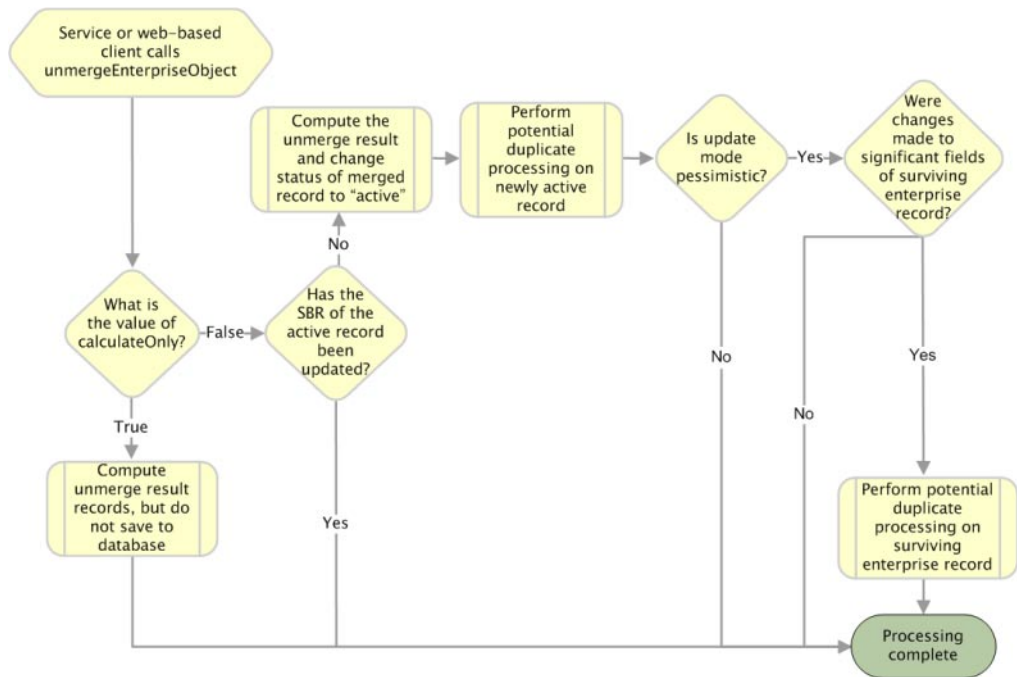 Service or web-based
client calls
unmergeEnterpriseObject
Compute the
unmerge result
and change
status of merged
record to “active”
Perform
potential
duplicate
processing on
newly active
record
Is update
mode
pessimistic?
Yes
Were
changes
made to
significant fields
of surviving
enterprise
record?
No
What is
the value of
calculateOnly?
False
Has the
SBR of the
active record
been
updated?
No
Yes
True
No
Compute
unmerge result
records, but do
not save to
database
Yes
Perform potential
duplicate
processing on
surviving
enterprise record
Processing
complete